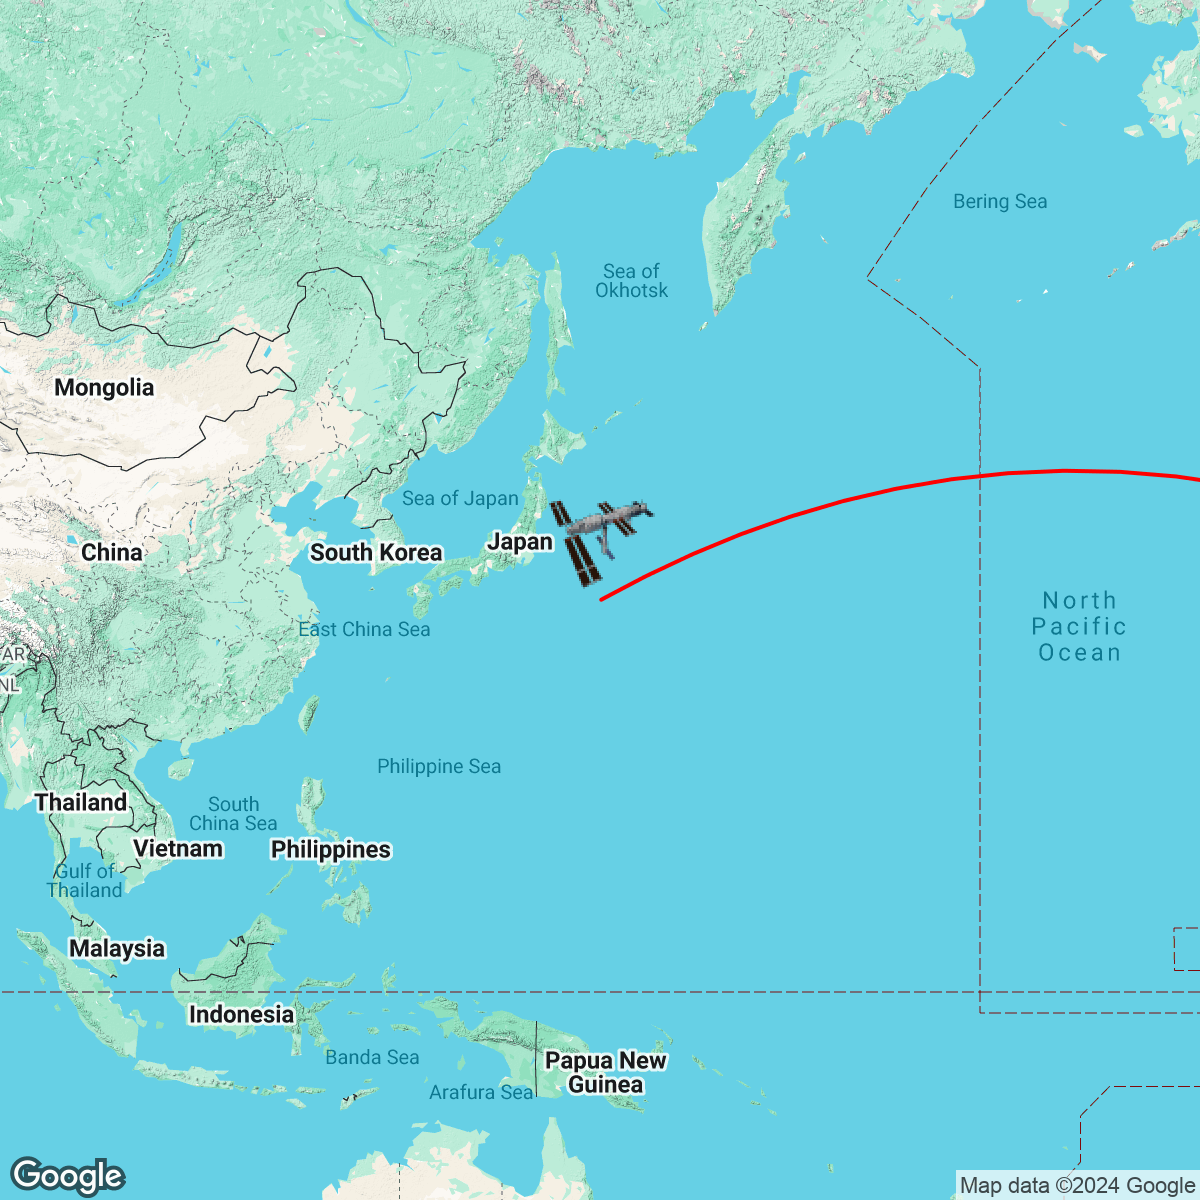 Bering Sea
Sea of
Okhotsk
Mongolia
Sea of Japan
Japan
China
South Korea
North
Pacific
Ocean
East China Sea
AR
NL
Philippine Sea
Thailand
South
China Sea
Vietnam
Philippines
Gulf of
Thailand
Malaysia
Indonesia
Banda Sea
Papua New
Guinea
Arafura Sea
Google
Map data ©2024 Google